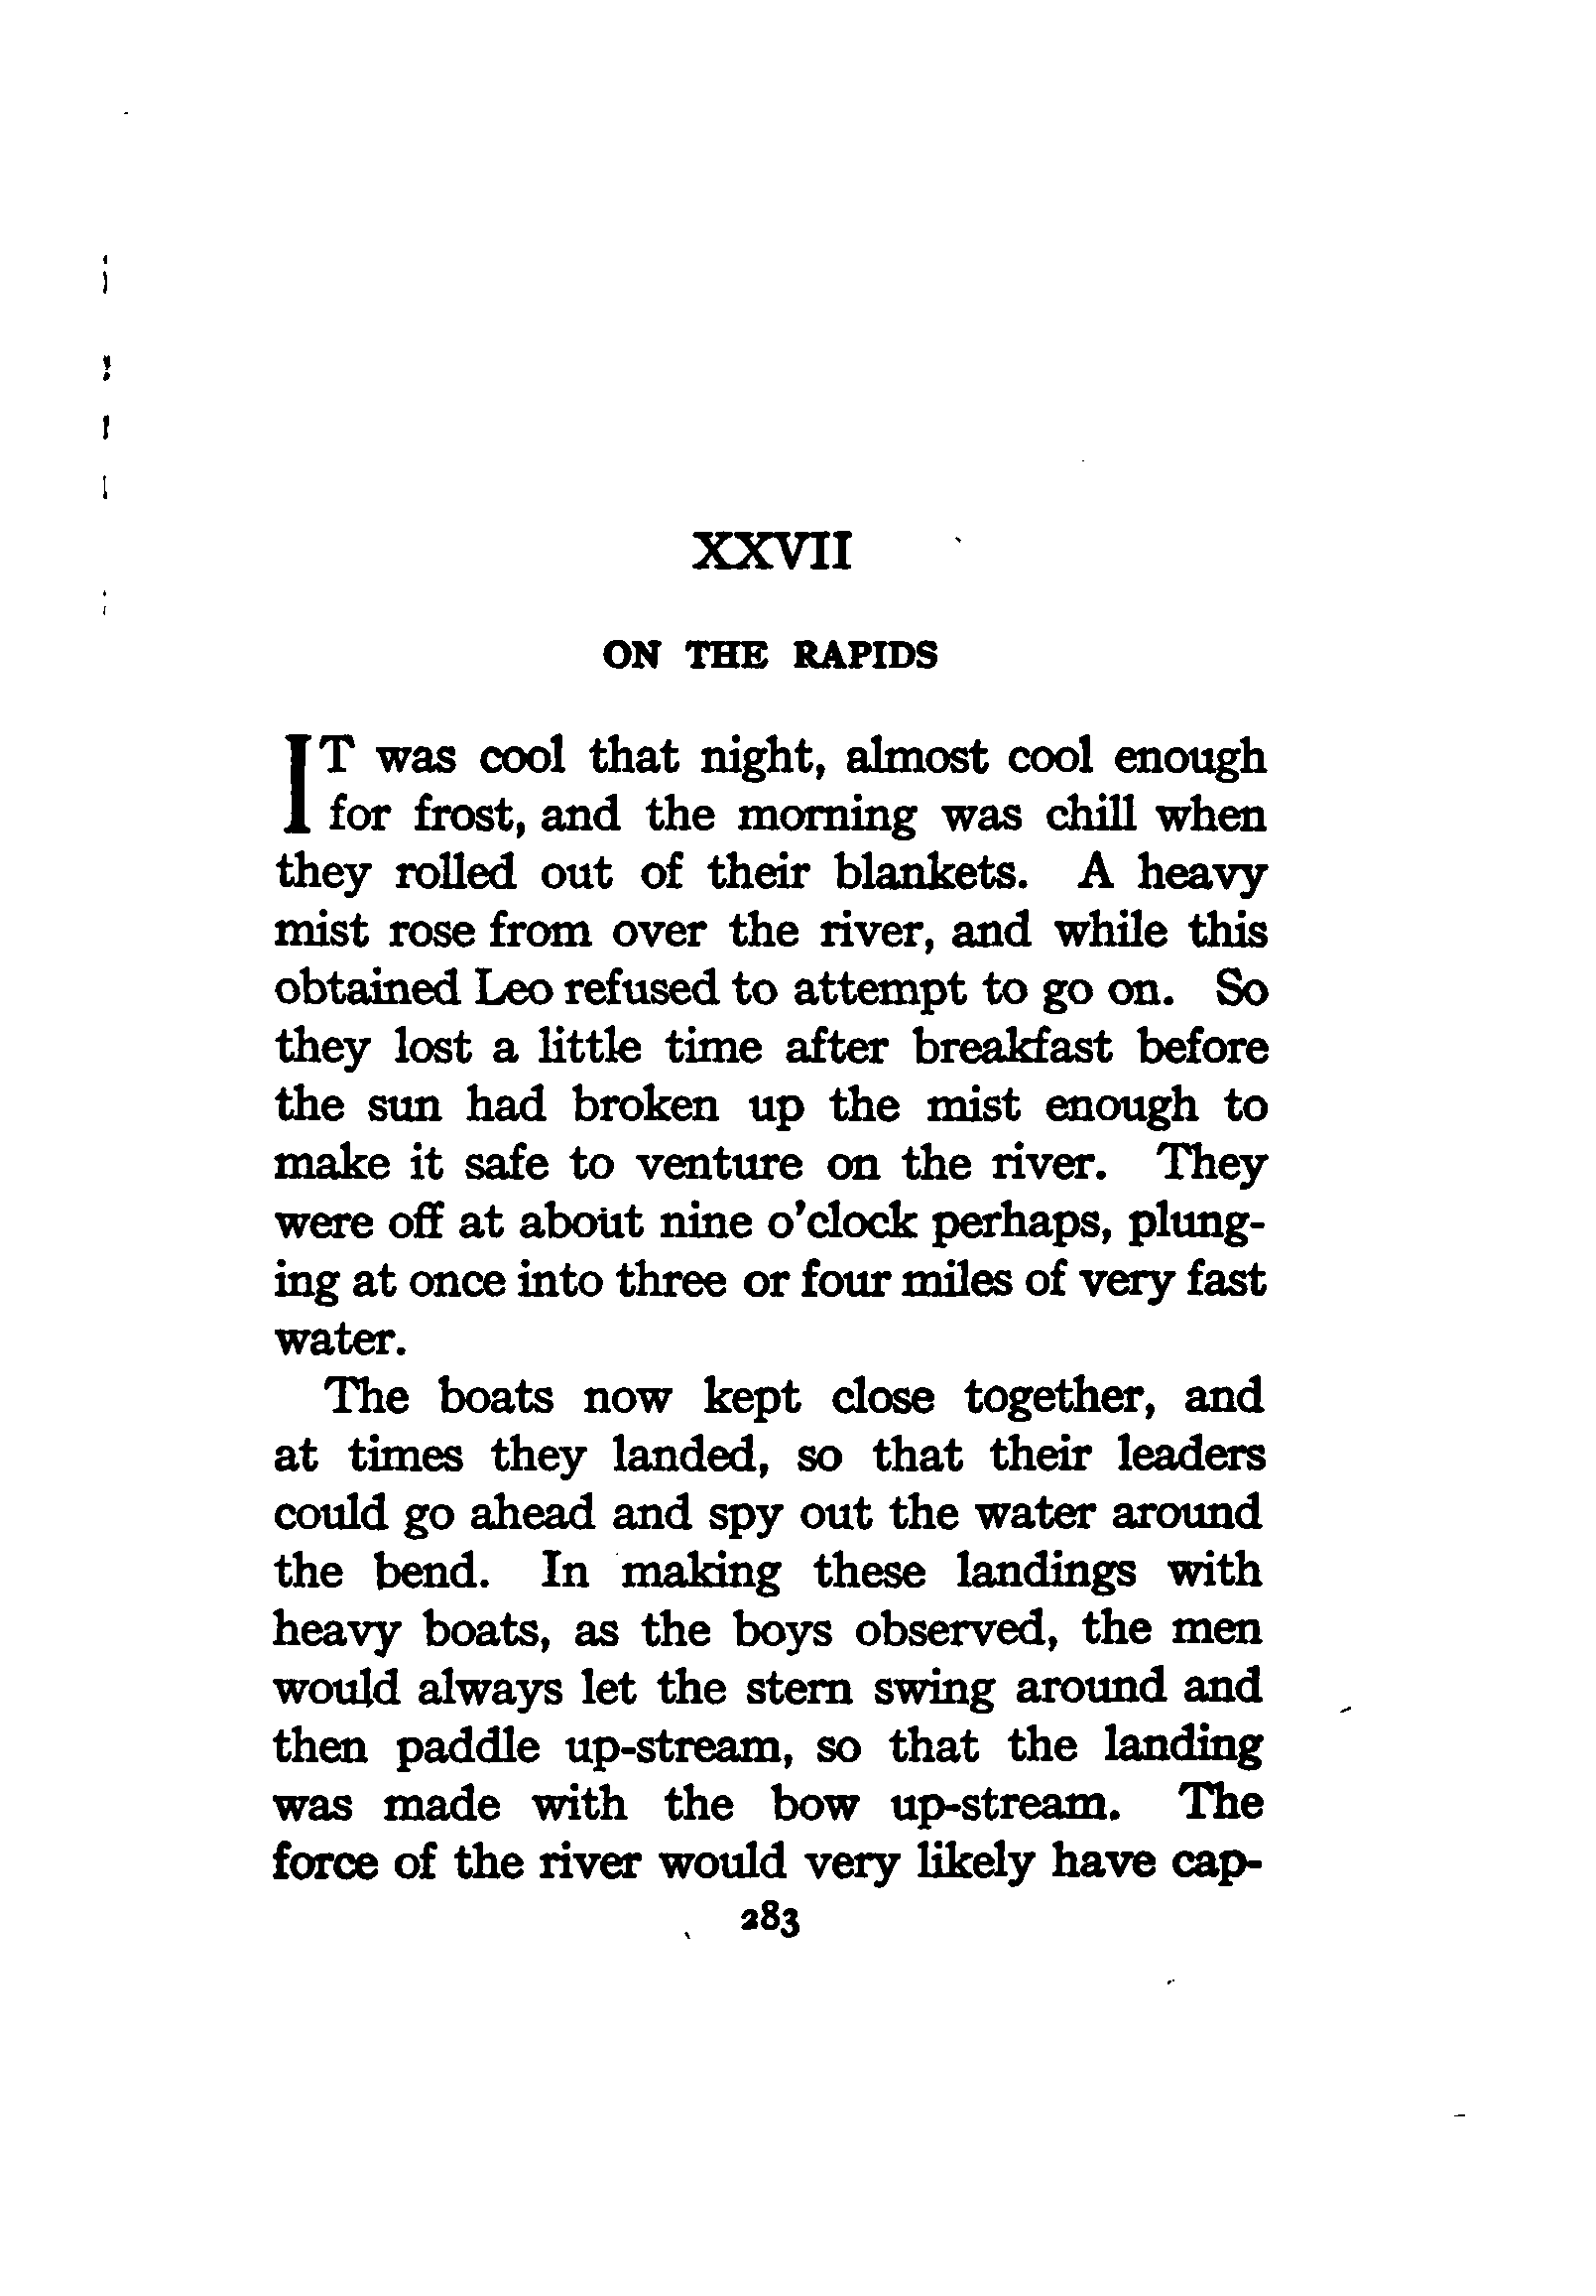 XXVII
ON THE RAPIDS
IT was cool that night, almost cool enough
for frost, and the morning was chill when
they rolled out of their blankets. A heavy
mist rose from over the river, and while this
obtained Leo refused to attempt to go on. So
they lost a little time after breakfast before
the sun had broken up the mist enough to
make it safe to venture on the river. They
were off at about nine o'clock perhaps, plung-
ing at once into three or four miles of very fast
water.
The boats now kept close together, and
at times they landed, so that their leaders
could go ahead and spy out the water around
the bend. In making these landings with
heavy boats, as the boys observed, the men
would always let the stern swing around and
then paddle up-stream, so that the landing
was made with the bow up-stream. The
force of the river would very likely have cap-
283